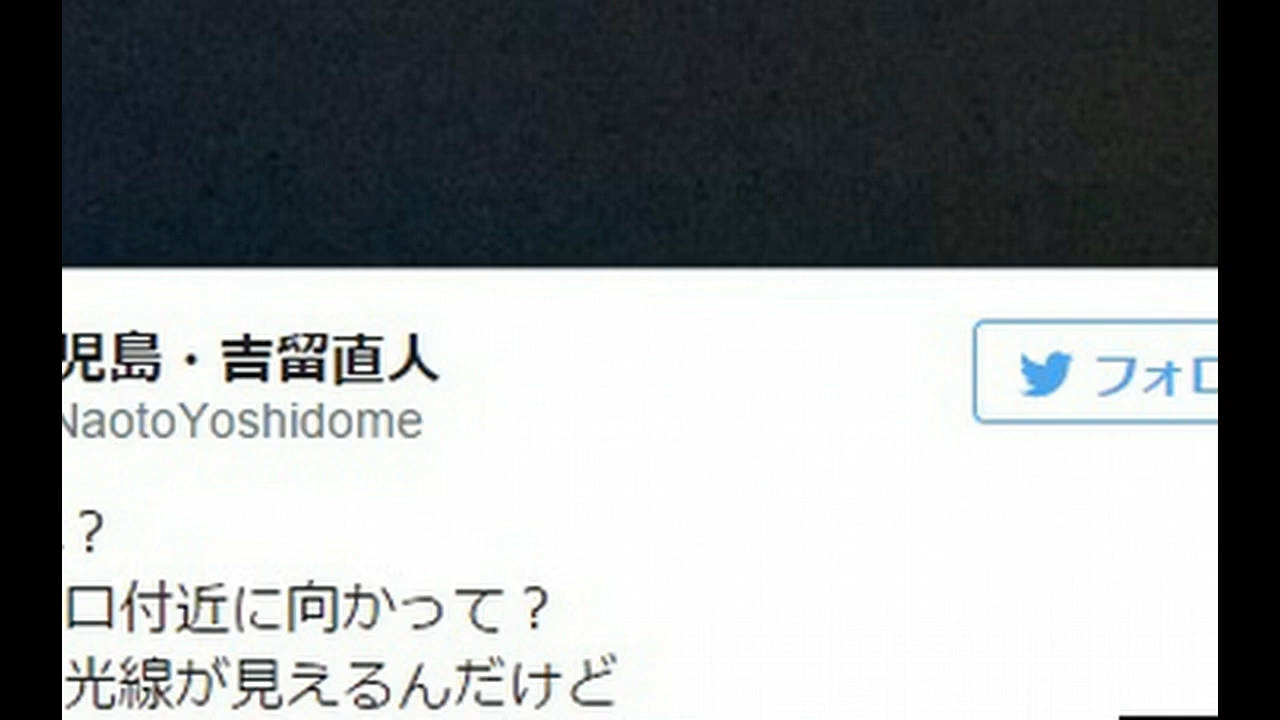 児島・吉留直人
NaotoYoshidome
フォロ
？
口付近に向かって？
光線が見えるんだけど